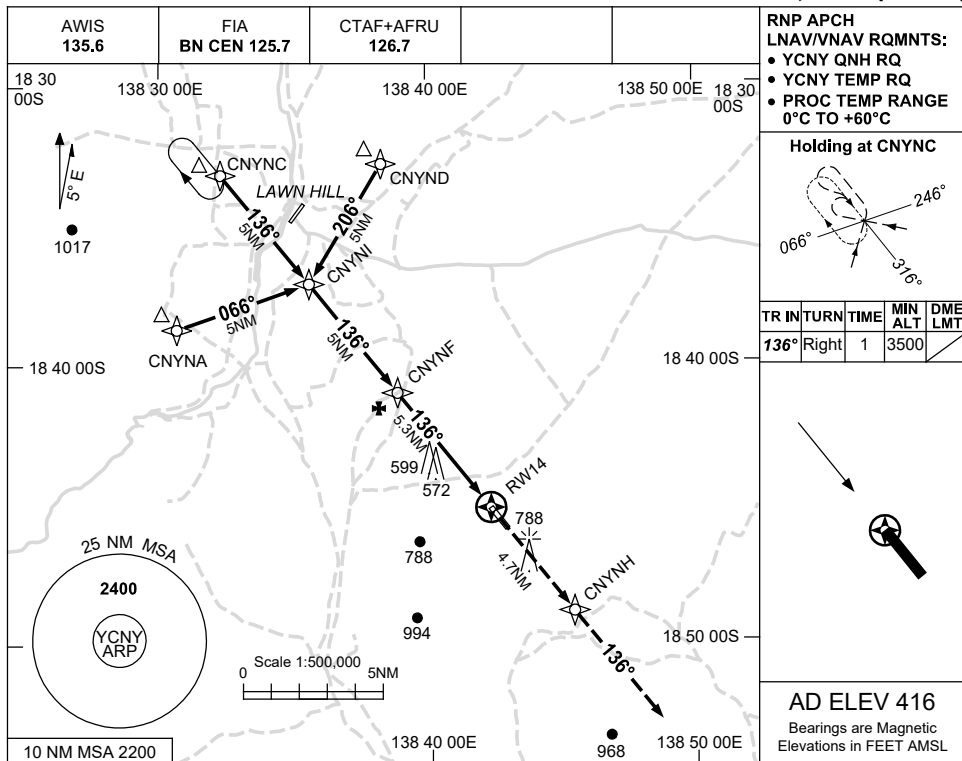 AWIS
135.6
FIA
BN CEN 125.7
CTAF+AFRU
126.7
RNP APCH
LNAV/VNAV RQMNTS:
• YCNY QNH RQ
• YCNY TEMP RQ
• PROC TEMP RANGE
0°C TO +60°C
18 30
00S
138 30 00E
138 40 00E
138 50 00E
18 30
00S
5° E
1017
CNYNC
LAWN HILL
CNYND
136°
5NM
206°
5NM
CNYNI
066°
5NM
CNYNA
136°
5NM
CNYNF
18 40 00S
18 40 00S
136°
5.3NM
599
572
RW14
788
788
4.7NM
CNYNH
994
136°
18 50 00S
968
25 NM MSA
2400
YCNY
ARP
Scale 1:500,000
0
5NM
10 NM MSA 2200
138 40 00E
138 50 00E
Holding at CNYNC
246°
066°
316°
TR IN TURN TIME MIN ALT DME LMT
136° Right 1 3500
AD ELEV 416
Bearings are Magnetic
Elevations in FEET AMSL